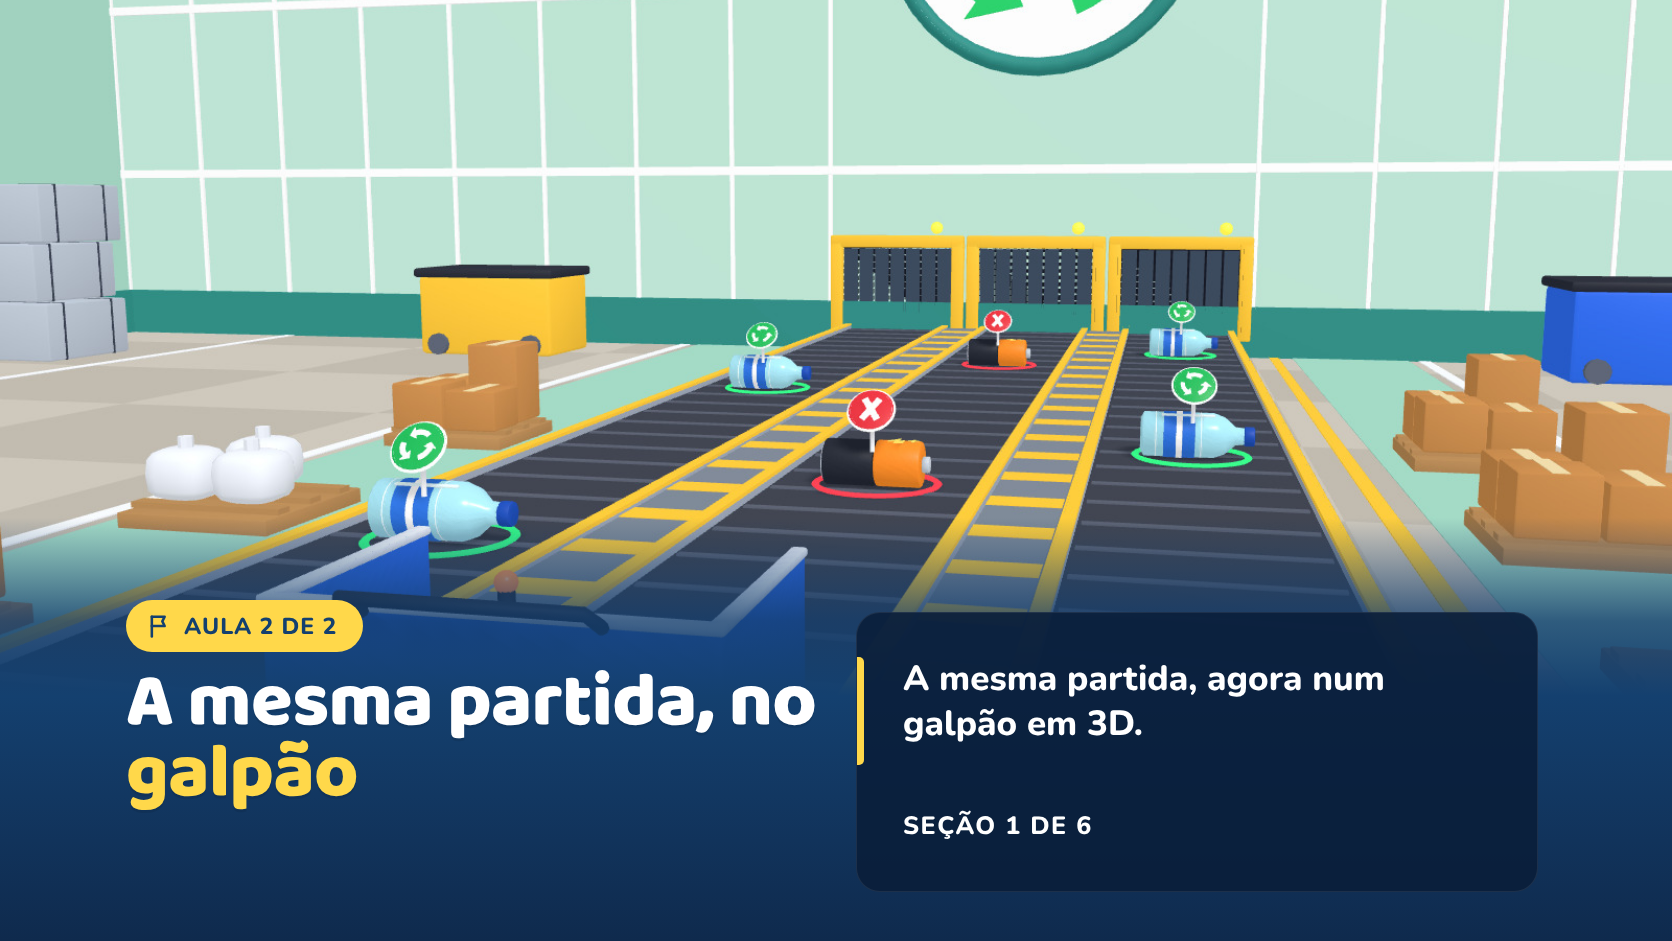 AULA 2 DE 2
A mesma partida, no
galpão
A mesma partida, agora num
galpão em 3D.
SEÇÃO 1 DE 6